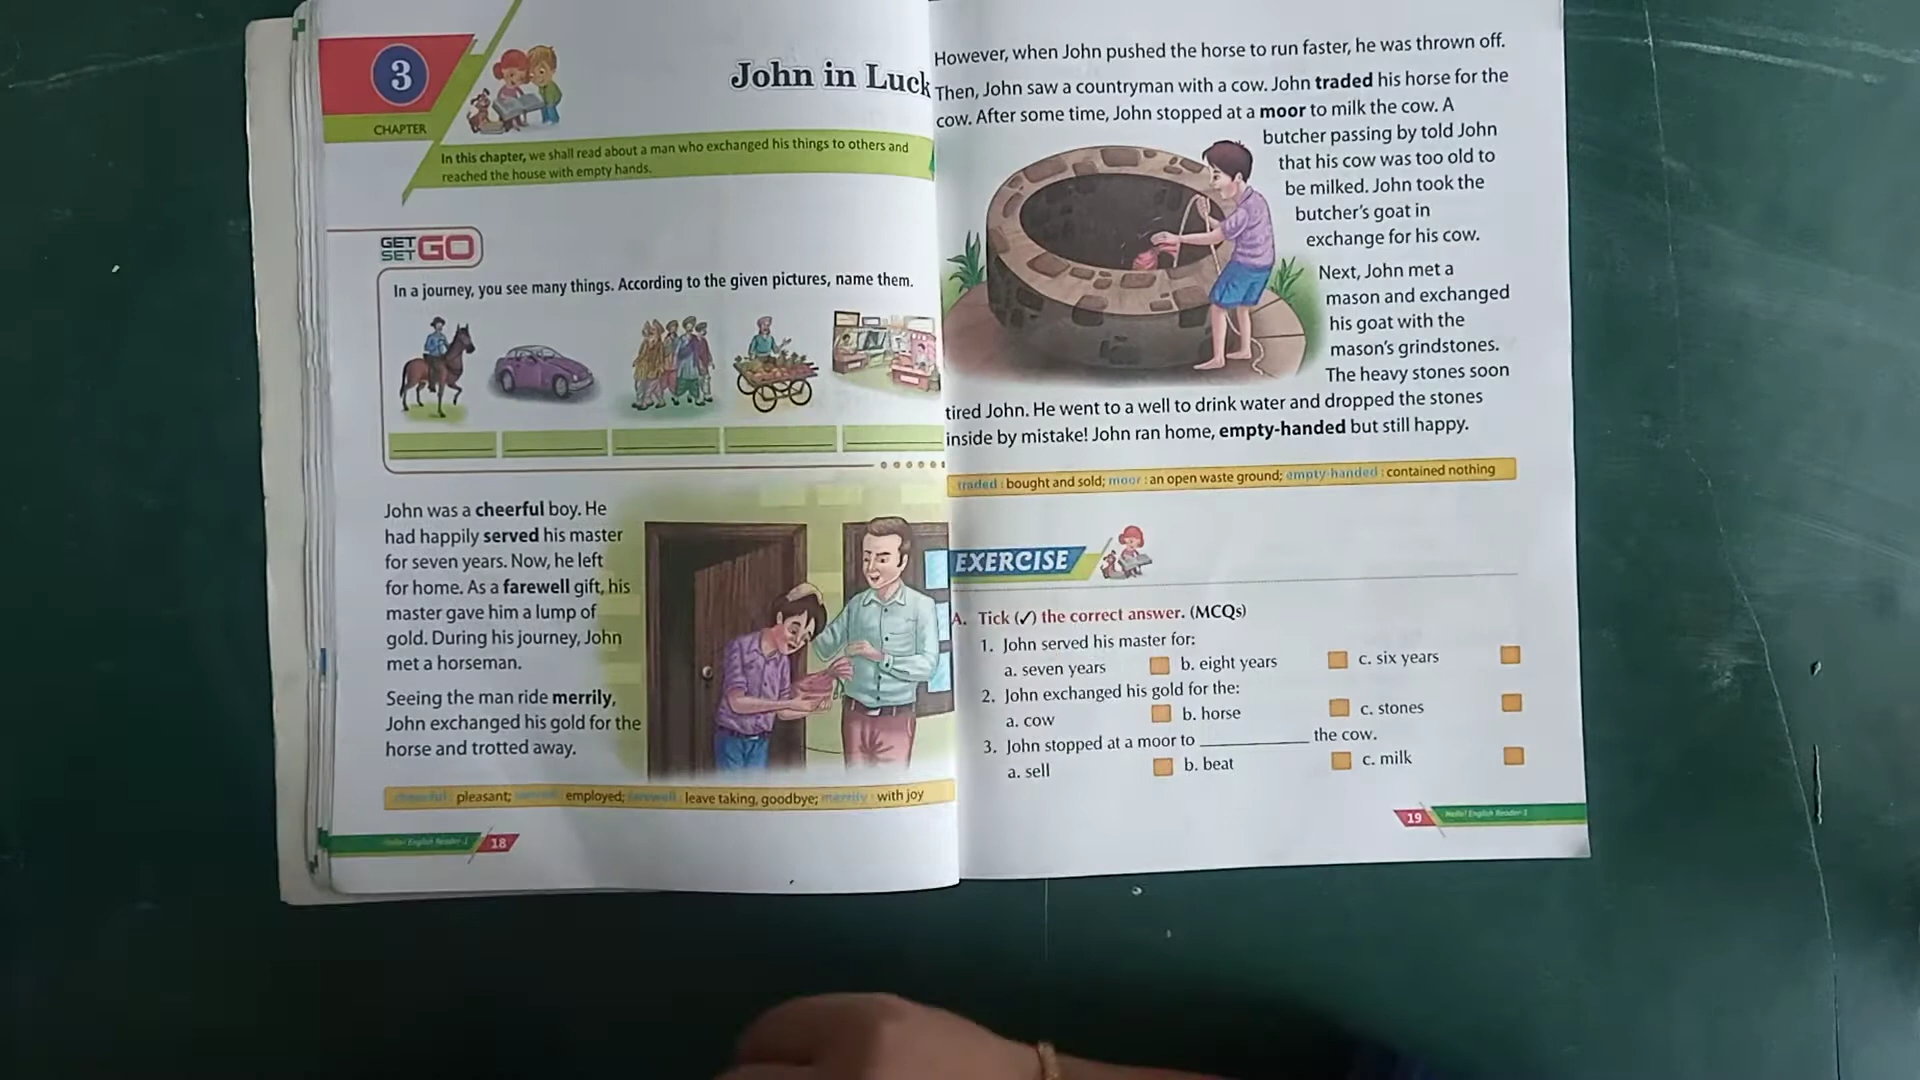 3
CHAPTER
John in Luck
In this chapter, we shall read about a man who exchanged his things to others and
reached the house with empty hands.
GET
SET GO
In a journey, you see many things. According to the given pictures, name them.
John was a cheerful boy. He
had happily served his master
for seven years. Now, he left
for home. As a farewell gift, his
master gave him a lump of
gold. During his journey, John
met a horseman.
Seeing the man ride merrily,
John exchanged his gold for the
horse and trotted away.
pleasant; employed; farewell : leave taking, goodbye; merrily : with joy
Hello! English Reader-1
18
However, when John pushed the horse to run faster, he was thrown off.
Then, John saw a countryman with a cow. John traded his horse for the
cow. After some time, John stopped at a moor to milk the cow. A
butcher passing by told John
that his cow was too old to
be milked. John took the
butcher's goat in
exchange for his cow.
Next, John met a
mason and exchanged
his goat with the
mason's grindstones.
The heavy stones soon
tired John. He went to a well to drink water and dropped the stones
inside by mistake! John ran home, empty-handed but still happy.
traded : bought and sold; moor : an open waste ground; empty-handed : contained nothing
EXERCISE
A. Tick (✓) the correct answer. (MCQs)
1. John served his master for:
a. seven years b. eight years c. six years
2. John exchanged his gold for the:
a. cow b. horse c. stones
3. John stopped at a moor to __________ the cow.
a. sell b. beat c. milk
19
Hello! English Reader-1